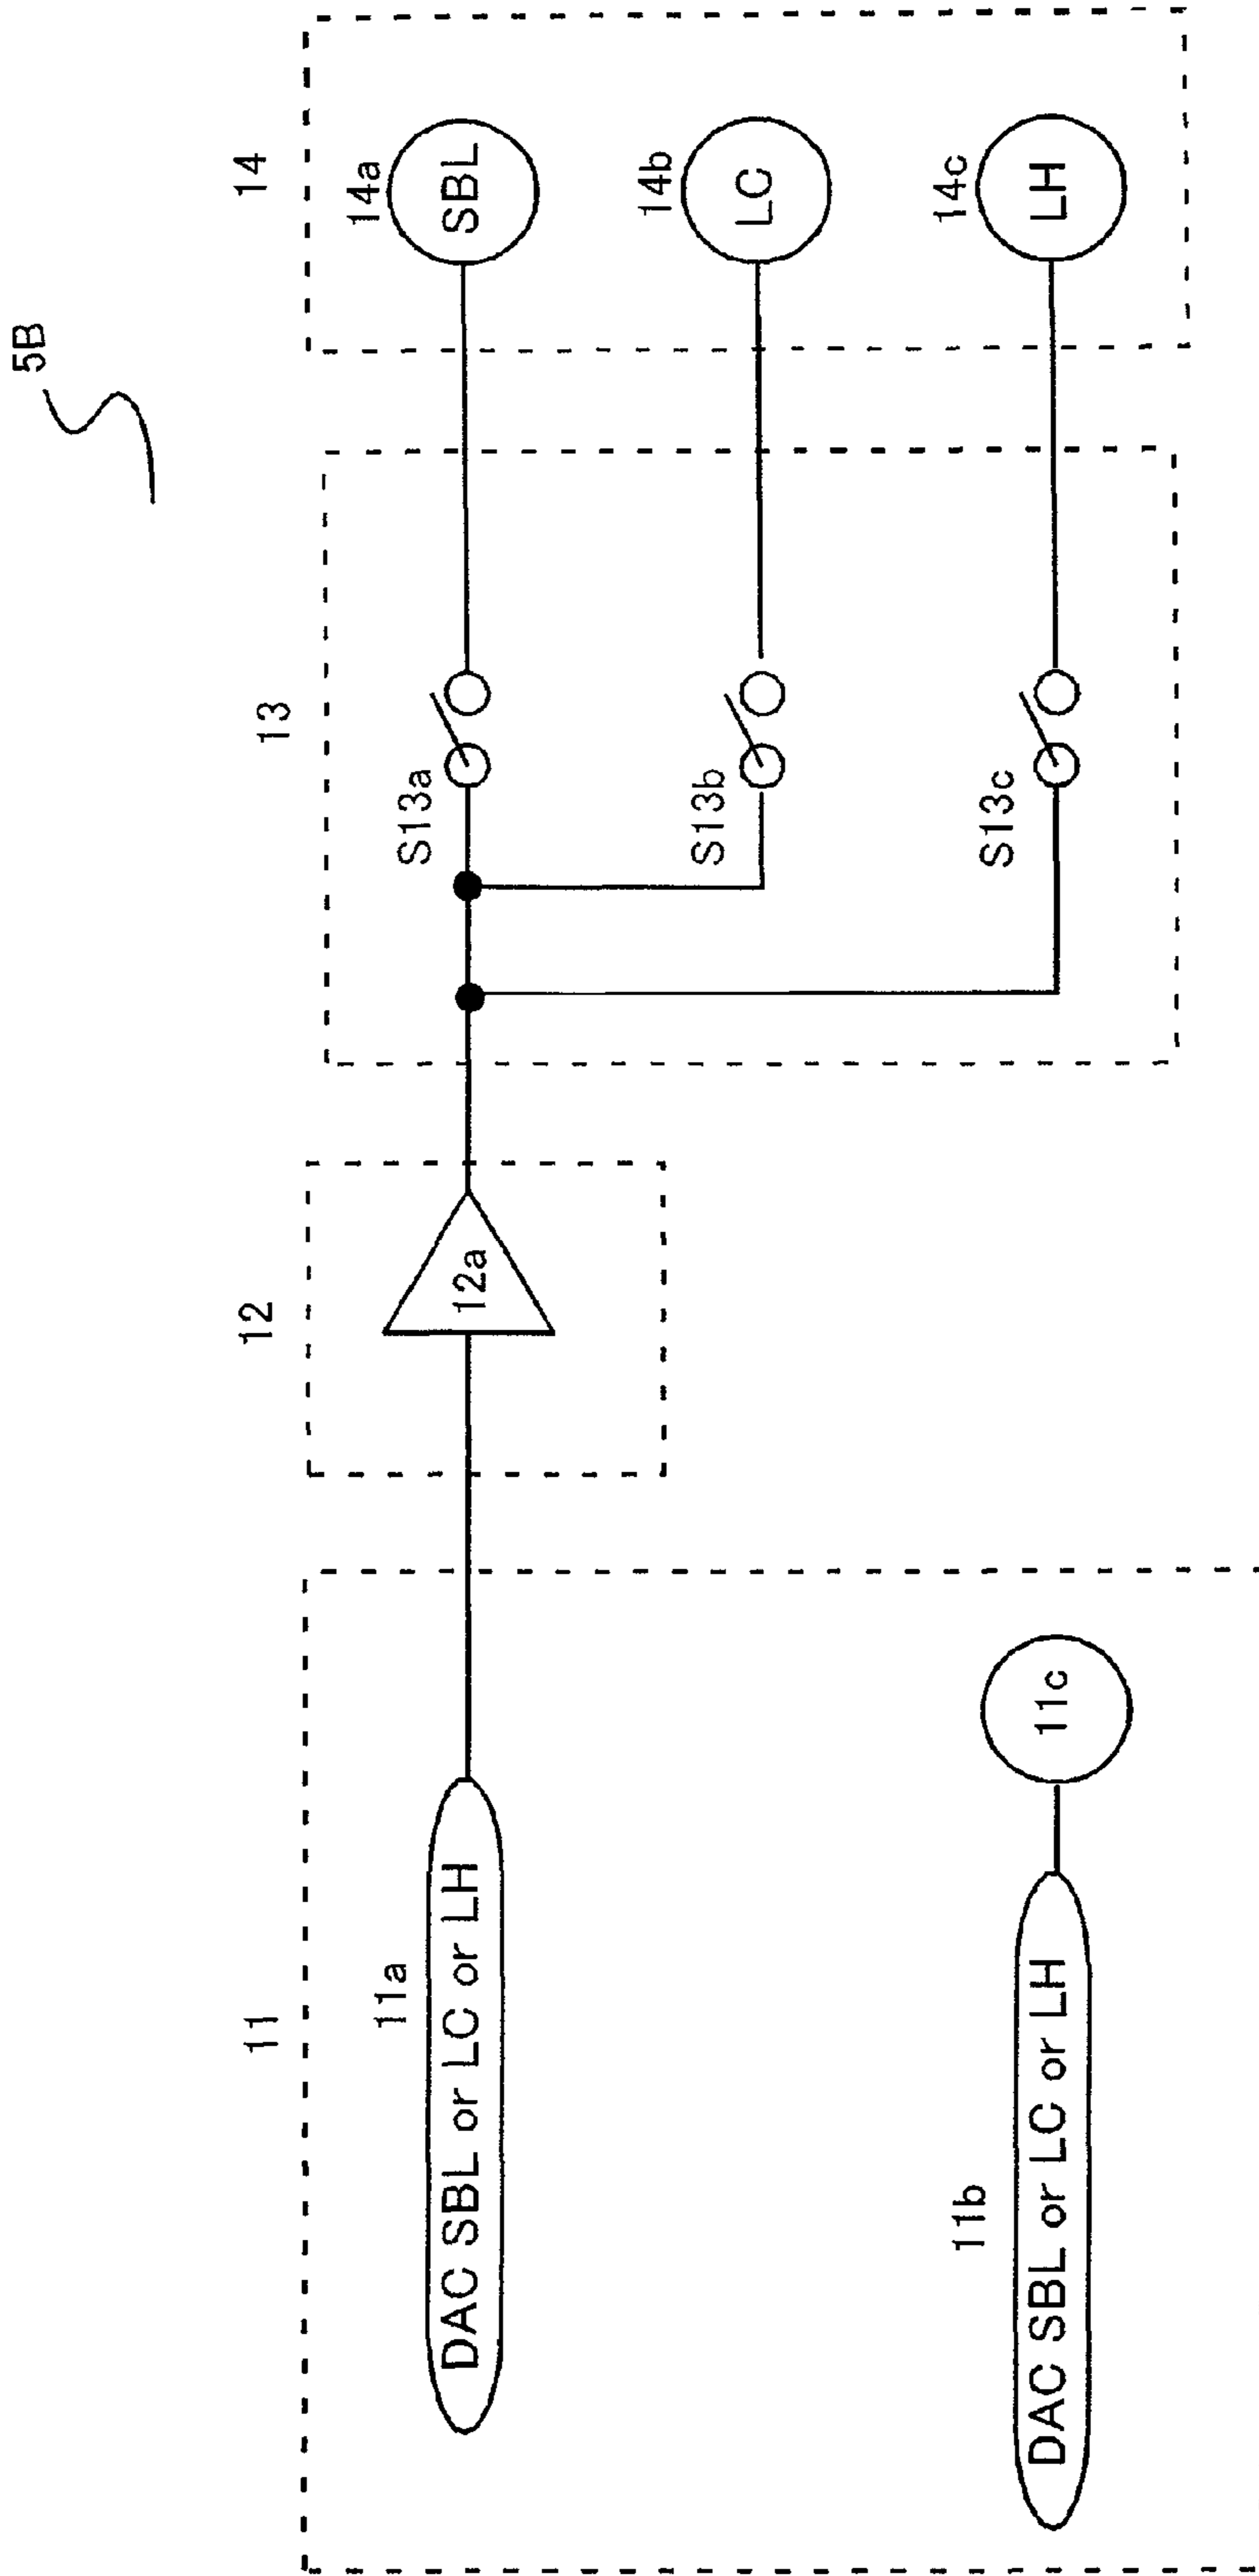 5B
11
12
13
14
11a
DAC SBL or LC or LH
12a
S13a
14a
SBL
S13b
14b
LC
11b
DAC SBL or LC or LH
11c
S13c
14c
LH